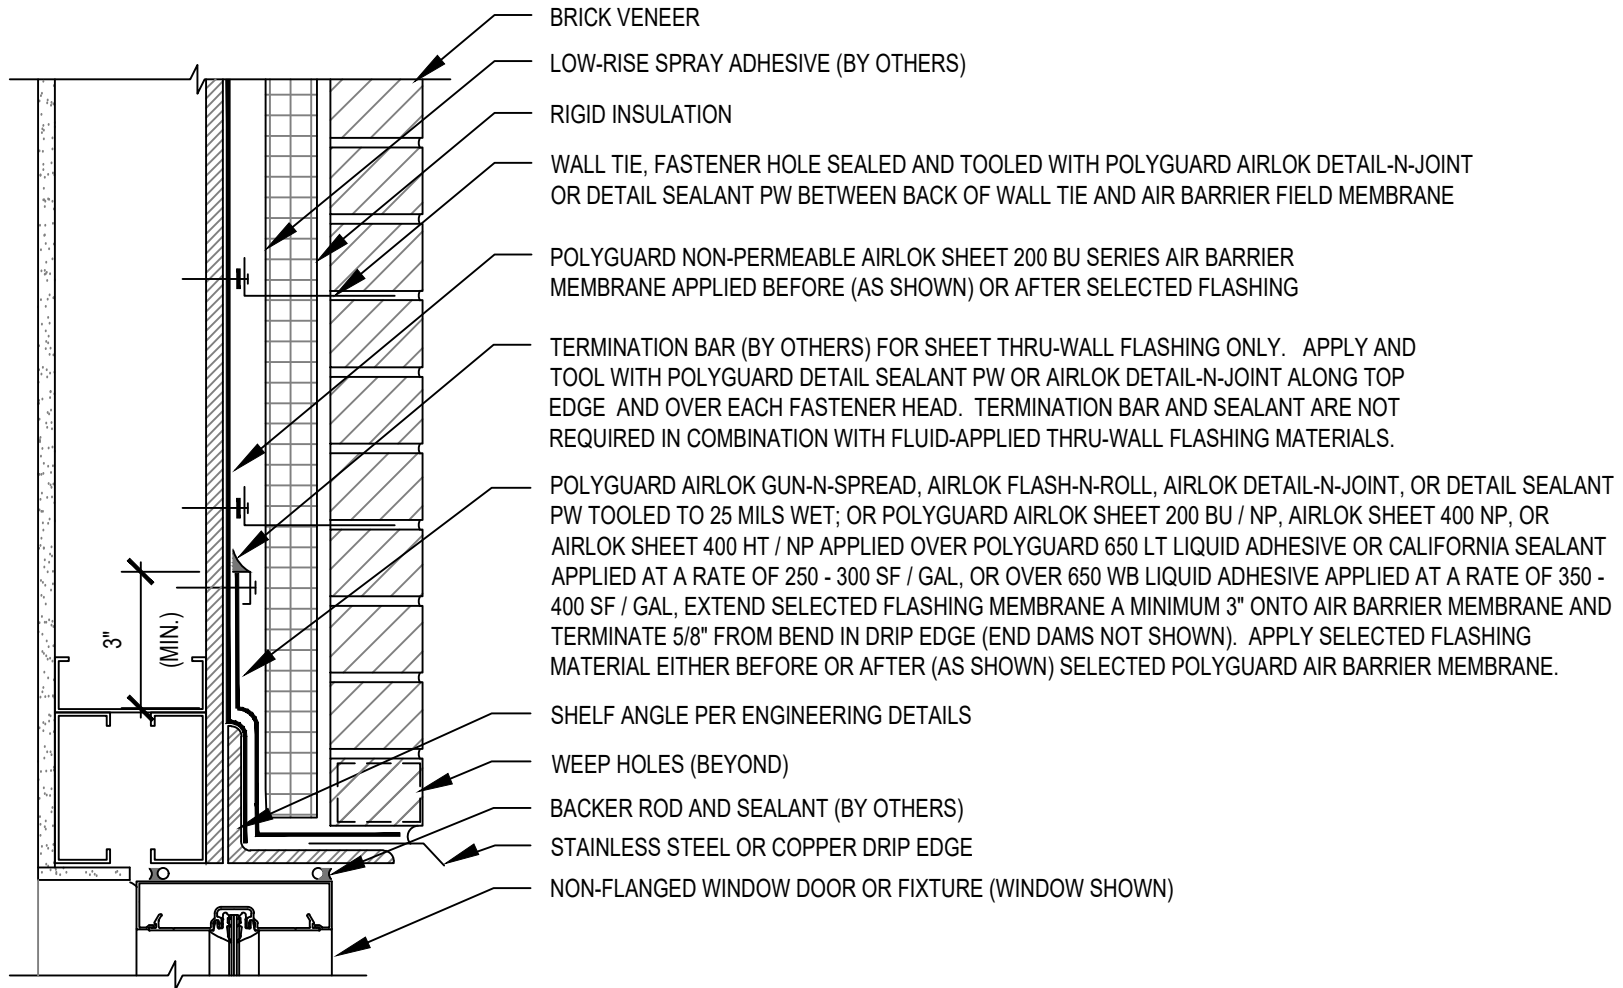 BRICK VENEER
LOW-RISE SPRAY ADHESIVE (BY OTHERS)
RIGID INSULATION
WALL TIE, FASTENER HOLE SEALED AND TOOLED WITH POLYGUARD AIRLOK DETAIL-N-JOINT
OR DETAIL SEALANT PW BETWEEN BACK OF WALL TIE AND AIR BARRIER FIELD MEMBRANE
POLYGUARD NON-PERMEABLE AIRLOK SHEET 200 BU SERIES AIR BARRIER
MEMBRANE APPLIED BEFORE (AS SHOWN) OR AFTER SELECTED FLASHING
TERMINATION BAR (BY OTHERS) FOR SHEET THRU-WALL FLASHING ONLY. APPLY AND
TOOL WITH POLYGUARD DETAIL SEALANT PW OR AIRLOK DETAIL-N-JOINT ALONG TOP
EDGE AND OVER EACH FASTENER HEAD. TERMINATION BAR AND SEALANT ARE NOT
REQUIRED IN COMBINATION WITH FLUID-APPLIED THRU-WALL FLASHING MATERIALS.
POLYGUARD AIRLOK GUN-N-SPREAD, AIRLOK FLASH-N-ROLL, AIRLOK DETAIL-N-JOINT, OR DETAIL SEALANT
PW TOOLED TO 25 MILS WET; OR POLYGUARD AIRLOK SHEET 200 BU / NP, AIRLOK SHEET 400 NP, OR
AIRLOK SHEET 400 HT / NP APPLIED OVER POLYGUARD 650 LT LIQUID ADHESIVE OR CALIFORNIA SEALANT
APPLIED AT A RATE OF 250 - 300 SF / GAL, OR OVER 650 WB LIQUID ADHESIVE APPLIED AT A RATE OF 350 -
400 SF / GAL, EXTEND SELECTED FLASHING MEMBRANE A MINIMUM 3" ONTO AIR BARRIER MEMBRANE AND
TERMINATE 5/8" FROM BEND IN DRIP EDGE (END DAMS NOT SHOWN). APPLY SELECTED FLASHING
MATERIAL EITHER BEFORE OR AFTER (AS SHOWN) SELECTED POLYGUARD AIR BARRIER MEMBRANE.
3"
(MIN.)
SHELF ANGLE PER ENGINEERING DETAILS
WEEP HOLES (BEYOND)
BACKER ROD AND SEALANT (BY OTHERS)
STAINLESS STEEL OR COPPER DRIP EDGE
NON-FLANGED WINDOW DOOR OR FIXTURE (WINDOW SHOWN)